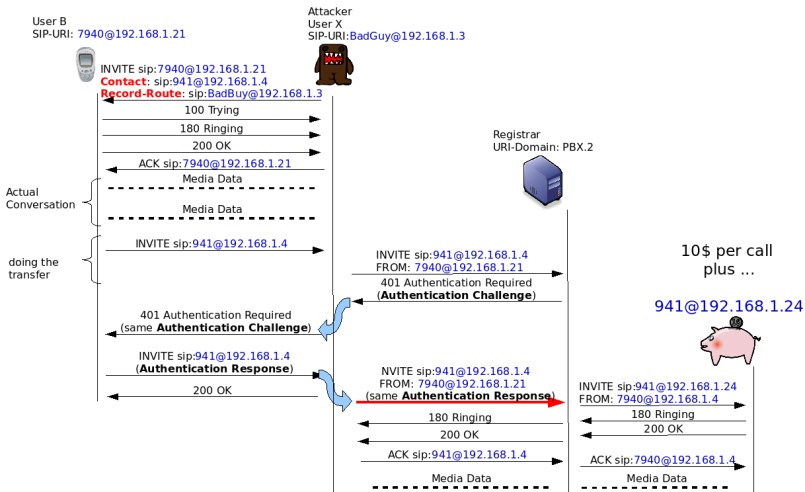 User B
SIP-URI: 7940@192.168.1.21
Attacker
User X
SIP-URI:BadGuy@192.168.1.3
INVITE sip:7940@192.168.1.21
Contact: sip:941@192.168.1.4
Record-Route: sip:BadBuy@192.168.1.3
100 Trying
180 Ringing
200 OK
ACK sip:7940@192.168.1.21
Media Data
Actual
Conversation
Media Data
Registrar
URI-Domain: PBX.2
INVITE sip:941@192.168.1.4
doing the
transfer
INVITE sip:941@192.168.1.4
FROM: 7940@192.168.1.21
401 Authentication Required
(Authentication Challenge)
10$ per call
plus ...
941@192.168.1.24
401 Authentication Required
(same Authentication Challenge)
INVITE sip:941@192.168.1.4
(Authentication Response)
200 OK
NVITE sip:941@192.168.1.4
FROM: 7940@192.168.1.21
(same Authentication Response)
INVITE sip:941@192.168.1.24
FROM: 7940@192.168.1.4
180 Ringing
200 OK
180 Ringing
200 OK
ACK sip:941@192.168.1.4
ACK sip:7940@192.168.1.4
Media Data
Media Data